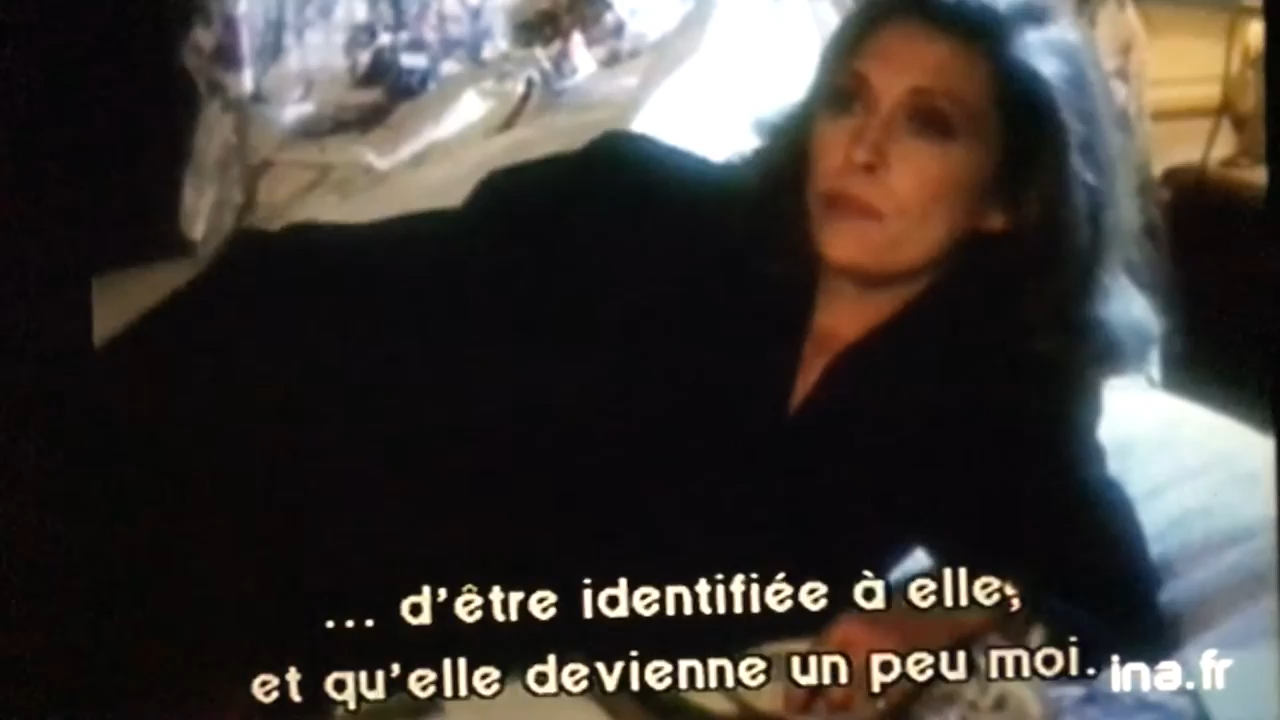 ... d'être identifiée à elle,
et qu'elle devienne un peu moi.
ina.fr